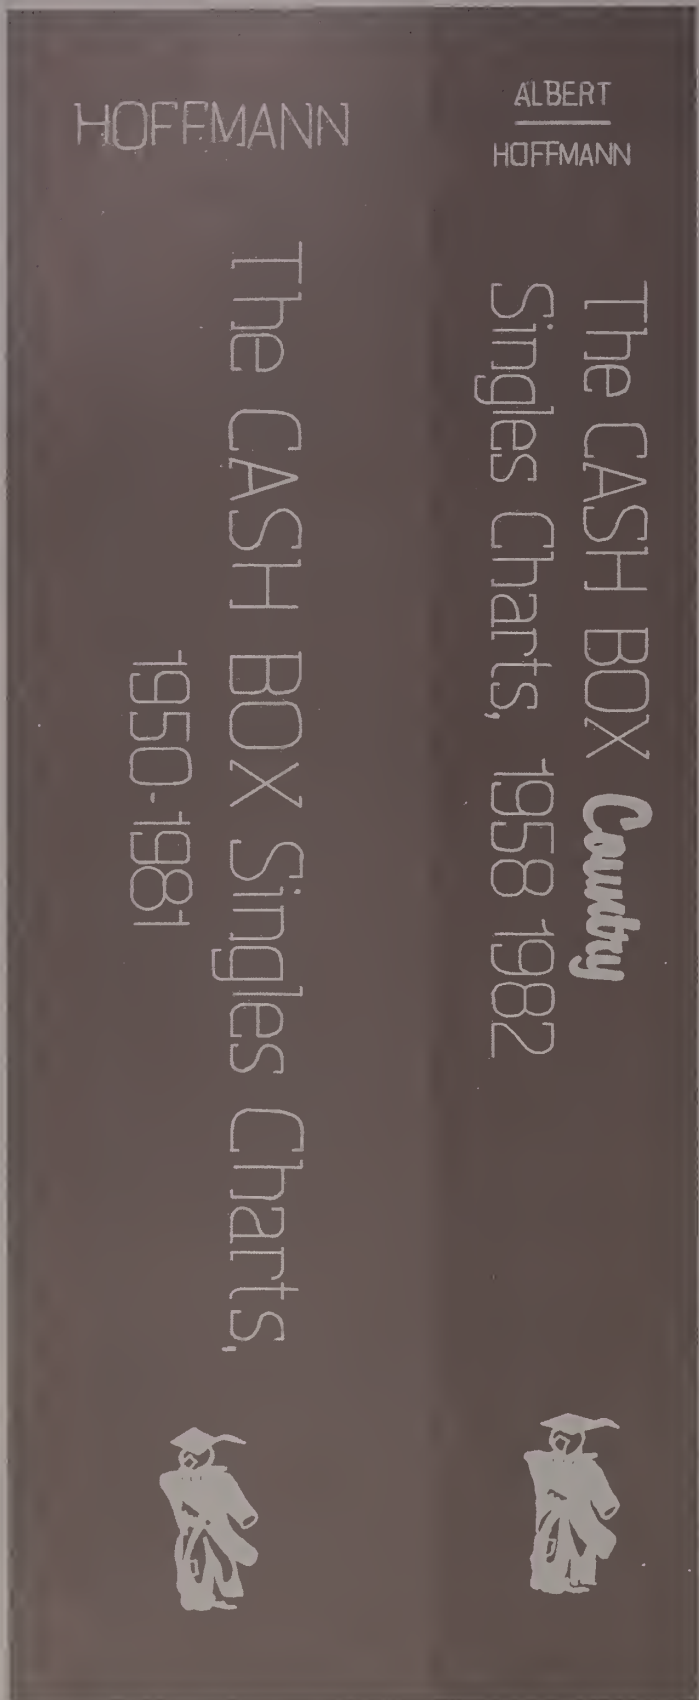 HOFFMANN
The CASH BOX Singles Charts,
1950-1981
ALBERT
HOFFMANN
The CASH BOX Country
Singles Charts, 1958 1982